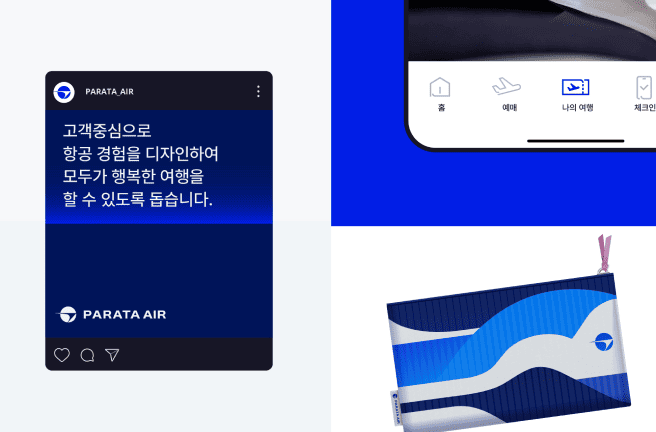 PARATA_AIR
고객중심으로
항공 경험을 디자인하여
모두가 행복한 여행을
할 수 있도록 돕습니다.
PARATA AIR
홈
예매
나의 여행
체크인
PARATA AIR